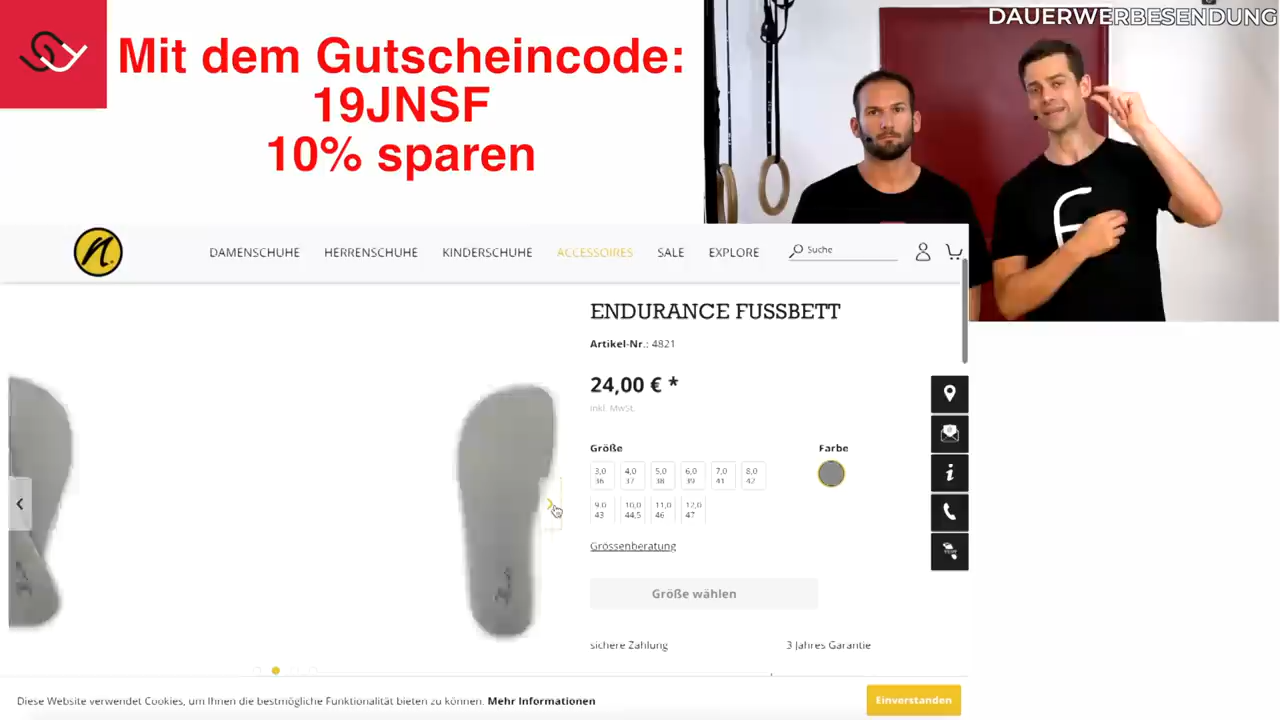 DAUERWERBESENDUNG
Mit dem Gutscheincode:
19JNSF
10% sparen
n.
DAMENSCHUHE HERRENSCHUHE KINDERSCHUHE ACCESSOIRES SALE EXPLORE Suche
ENDURANCE FUSSBETT
Artikel-Nr.: 4821
24,00 € *
inkl. MwSt.
Größe Farbe
3,0 4,0 5,0 6,0 7,0 8,0
36 37 38 39 41 42
9,0 10,0 11,0 12,0
43 44,5 46 47
Grössenberatung
Größe wählen
sichere Zahlung 3 Jahres Garantie
Diese Website verwendet Cookies, um Ihnen die bestmögliche Funktionalität bieten zu können. Mehr Informationen Einverstanden